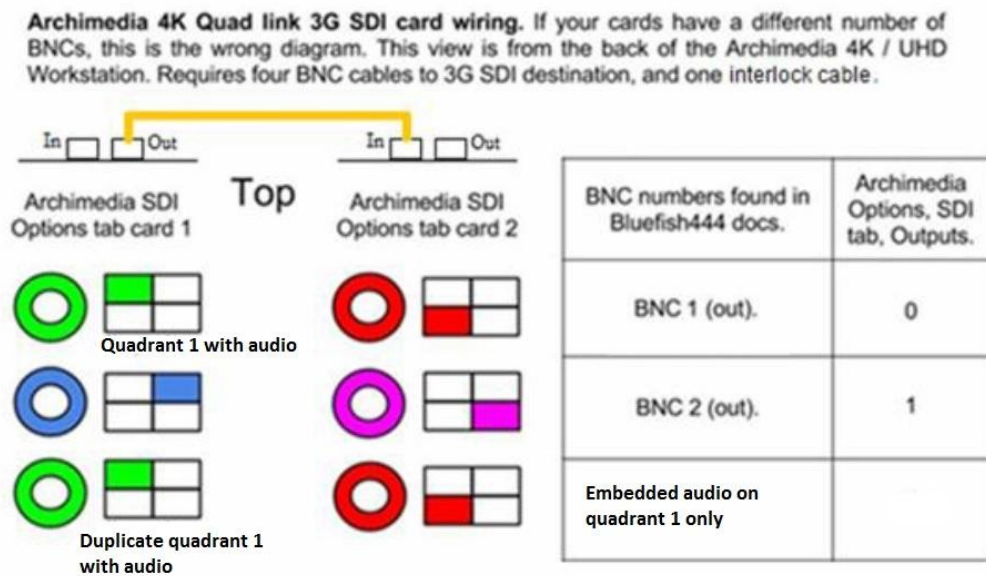 Archimedia 4K Quad link 3G SDI card wiring. If your cards have a different number of
BNCs, this is the wrong diagram. This view is from the back of the Archimedia 4K / UHD
Workstation. Requires four BNC cables to 3G SDI destination, and one interlock cable.
In Out
In Out
Archimedia SDI
Options tab card 1
Top
Archimedia SDI
Options tab card 2
Quadrant 1 with audio
Duplicate quadrant 1
with audio
BNC numbers found in
Bluefish444 docs.
Archimedia
Options, SDI
tab, Outputs.
BNC 1 (out).
0
BNC 2 (out).
1
Embedded audio on
quadrant 1 only